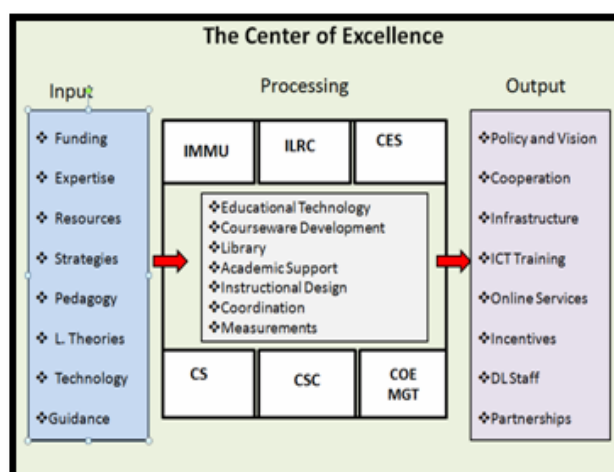 The Center of Excellence
Input
Processing
Output
❖ Funding
❖ Expertise
❖ Resources
❖ Strategies
❖ Pedagogy
❖ L. Theories
❖ Technology
❖Guidance
IMMU
ILRC
CES
❖Educational Technology
❖Courseware Development
❖Library
❖Academic Support
❖Instructional Design
❖Coordination
❖Measurements
CS
CSC
COE
MGT
❖Policy and Vision
❖Cooperation
❖Infrastructure
❖ICT Training
❖Online Services
❖Incentives
❖DL Staff
❖Partnerships